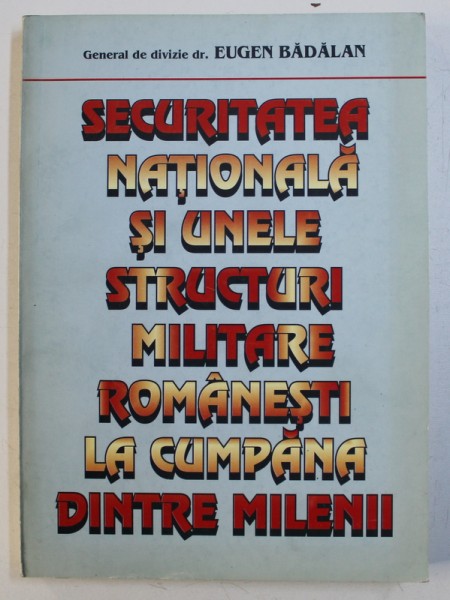 General de divizie dr. EUGEN BĂDĂLAN
SECURITATEA
NAȚIONALĂ
ȘI UNELE
STRUCTURI
MILITARE
ROMÂNEȘTI
LA CUMPĂNA
DINTRE MILENII